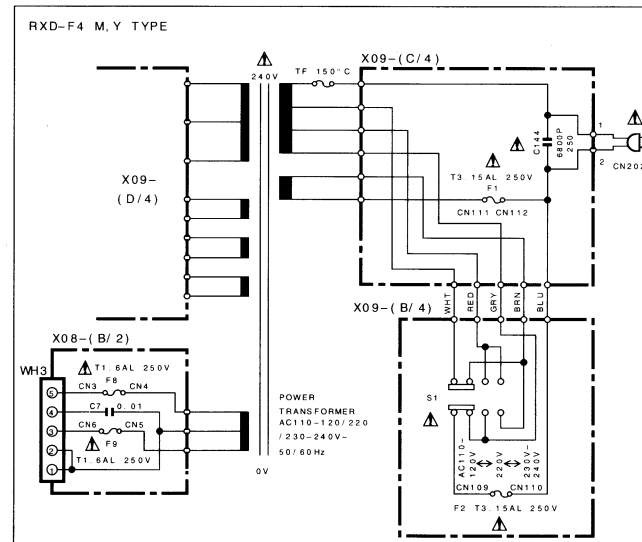 RXD-F4 M,Y TYPE
X09-(C/4)
240V
TF 150°C
C144
6800P
250
1
2
CN202
X09-
(D/4)
T3.15AL 250V
F1
CN111 CN112
WHT
RED
GRY
BRN
BLU
X09-(B/4)
X08-(B/2)
WH3
T1.6AL 250V
F8
CN3 CN4
5
C7 0.01
4
CN6 CN5
3
F9
2
T1.6AL 250V
1
POWER
TRANSFORMER
AC110-120/220
/230-240V~
50/60Hz
0V
S1
AC110-
120V
220V
230V-
240V
CN109 CN110
F2 T3.15AL 250V